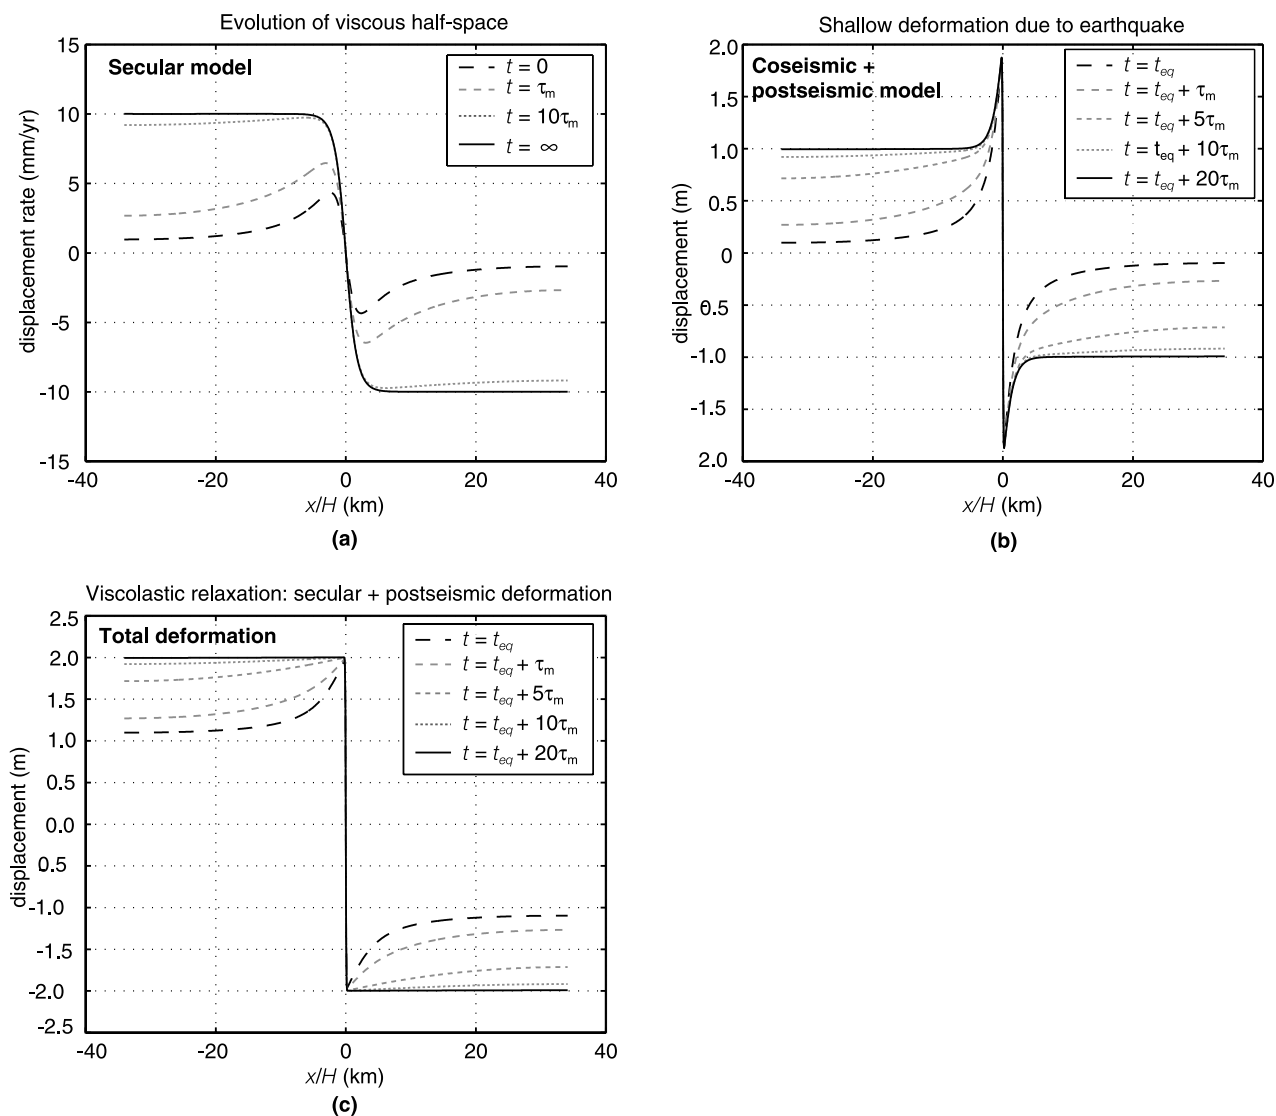 Evolution of viscous half-space
Secular model
t = 0
t = τm
t = 10τm
t = ∞
15
10
5
0
-5
-10
-15
displacement rate (mm/yr)
-40
-20
0
20
40
x/H (km)
(a)
Shallow deformation due to earthquake
Coseismic +
postseismic model
t = teq
t = teq + τm
t = teq + 5τm
t = teq + 10τm
t = teq + 20τm
2.0
1.5
1.0
0.5
0
0.5
-1.0
-1.5
2.0
displacement (m)
-40
-20
0
20
40
x/H (km)
(b)
Viscolastic relaxation: secular + postseismic deformation
Total deformation
t = teq
t = teq + τm
t = teq + 5τm
t = teq + 10τm
t = teq + 20τm
2.5
2.0
1.5
1.0
0.5
0.0
0.5
-1.0
-1.5
-2.0
-2.5
displacement (m)
-40
-20
0
20
40
x/H (km)
(c)